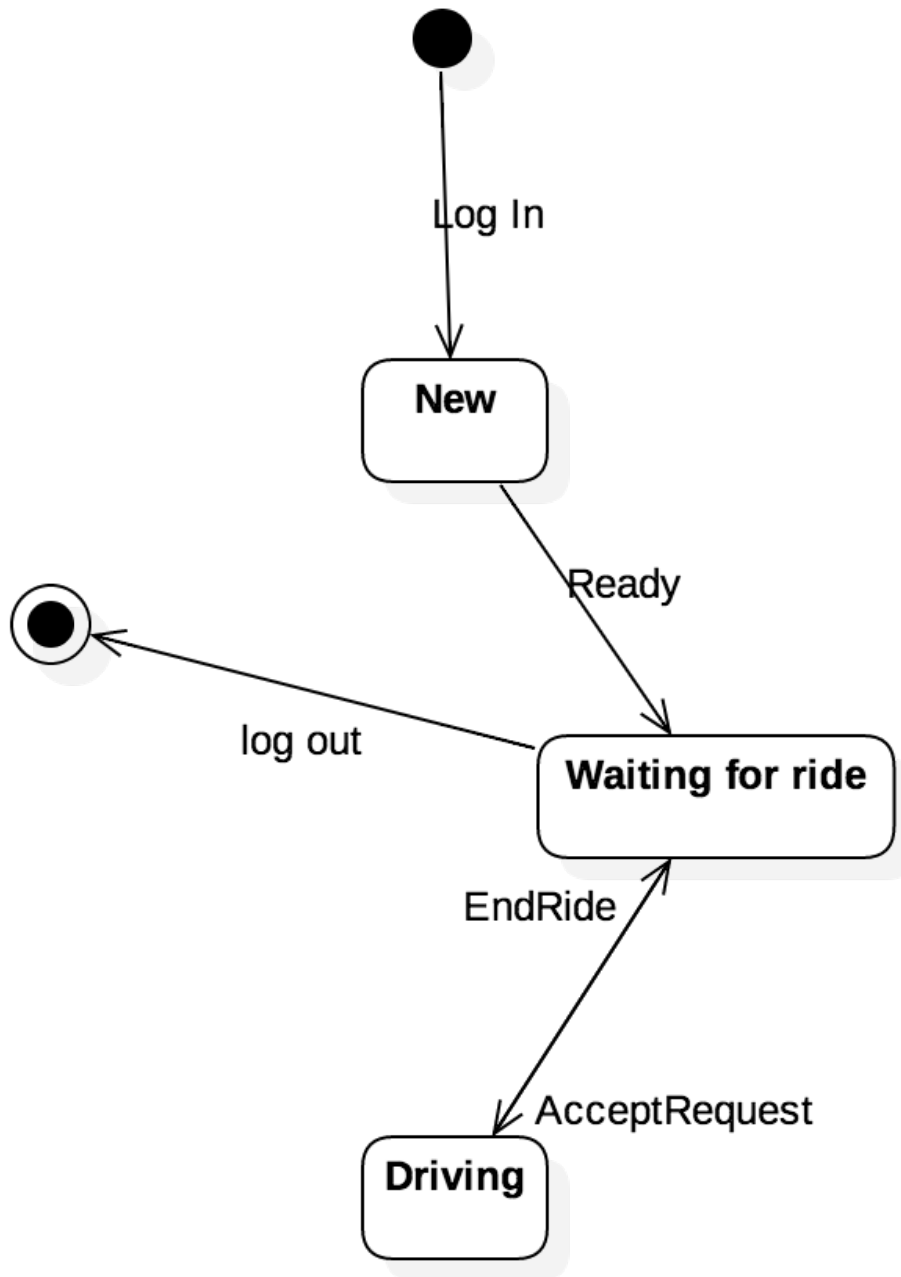 Log In
New
Ready
log out
Waiting for ride
EndRide
AcceptRequest
Driving